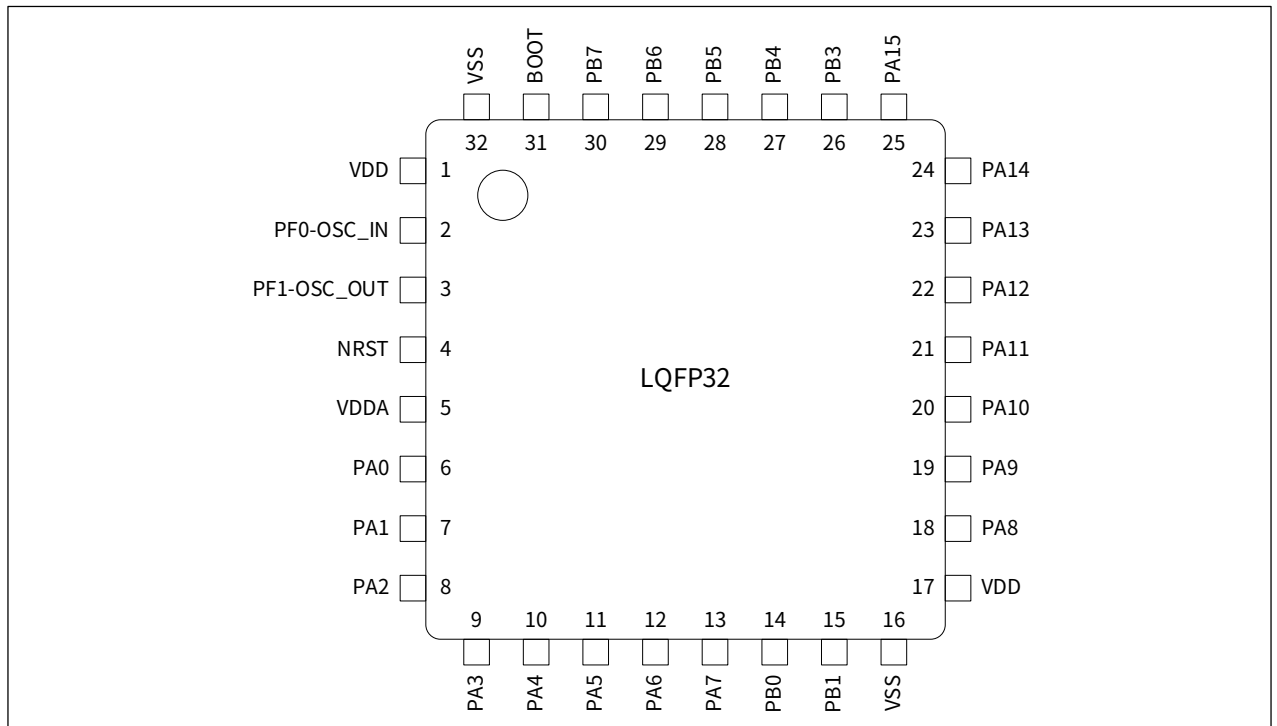 VSS BOOT PB7 PB6 PB5 PB4 PB3 PA15
32 31 30 29 28 27 26 25
VDD 1 24 PA14
PF0-OSC_IN 2 23 PA13
PF1-OSC_OUT 3 22 PA12
NRST 4 21 PA11
LQFP32
VDDA 5 20 PA10
PA0 6 19 PA9
PA1 7 18 PA8
PA2 8 17 VDD
9 10 11 12 13 14 15 16
PA3 PA4 PA5 PA6 PA7 PB0 PB1 VSS